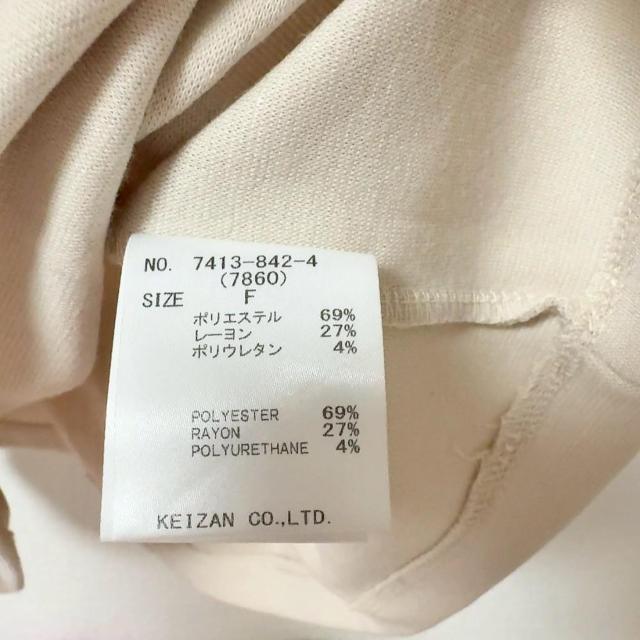 NO. 7413-842-4
(7860)
SIZE F
ポリエステル 69%
レーヨン 27%
ポリウレタン 4%
POLYESTER 69%
RAYON 27%
POLYURETHANE 4%
KEIZAN CO.,LTD.